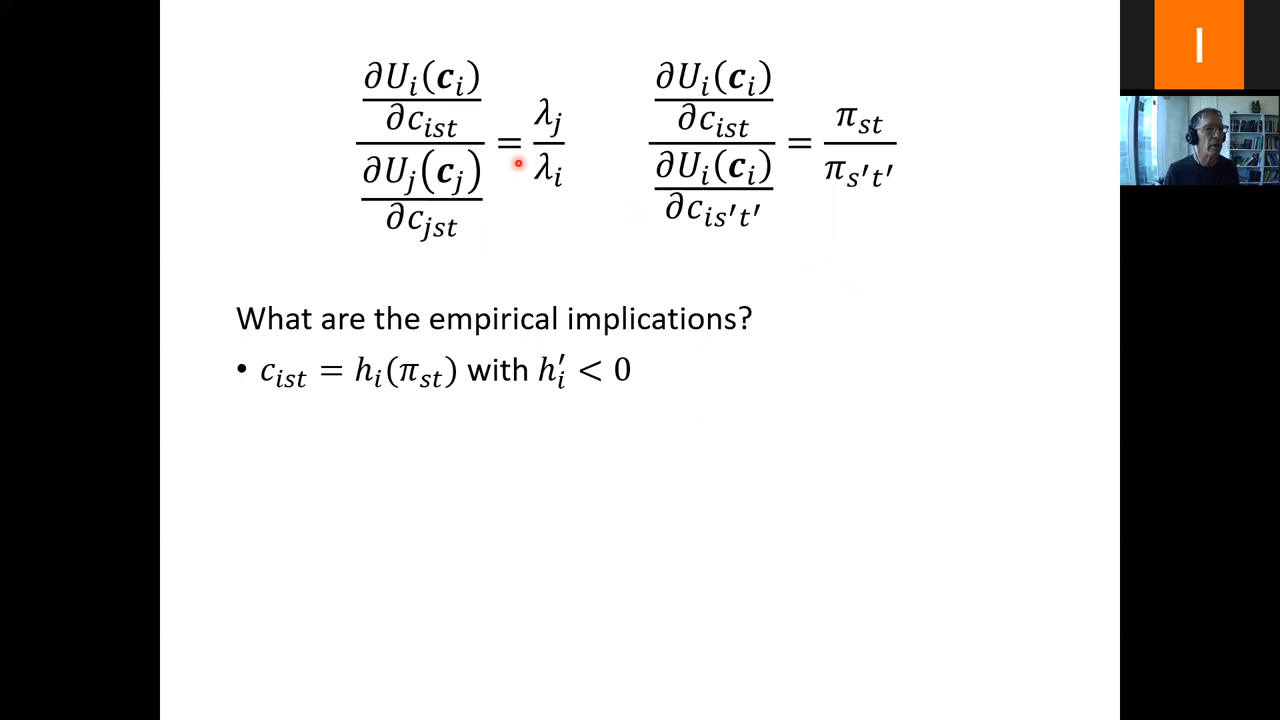 ∂U_i(c_i)/∂c_ist / ∂U_j(c_j)/∂c_jst = λ_j/λ_i
∂U_i(c_i)/∂c_ist / ∂U_i(c_i)/∂c_is't' = π_st/π_s't'
What are the empirical implications?
• c_ist = h_i(π_st) with h_i' < 0
I